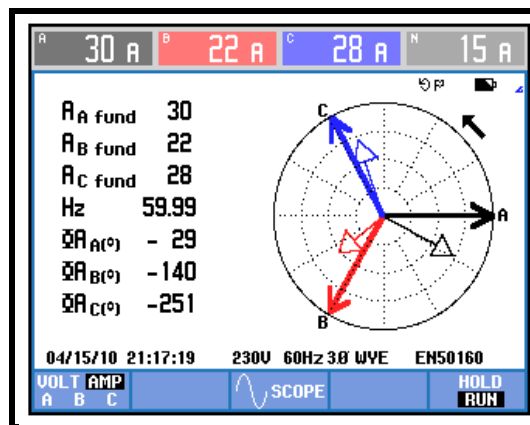 A 30 A B 22 A C 28 A N 15 A
A A fund 30
A B fund 22
A C fund 28
Hz 59.99
ΦA A(°) - 29
ΦA B(°) -140
ΦA C(°) -251
C
A
B
04/15/10 21:17:19 230V 60Hz 3Ø WYE EN50160
VOLT AMP SCOPE HOLD
A B C RUN